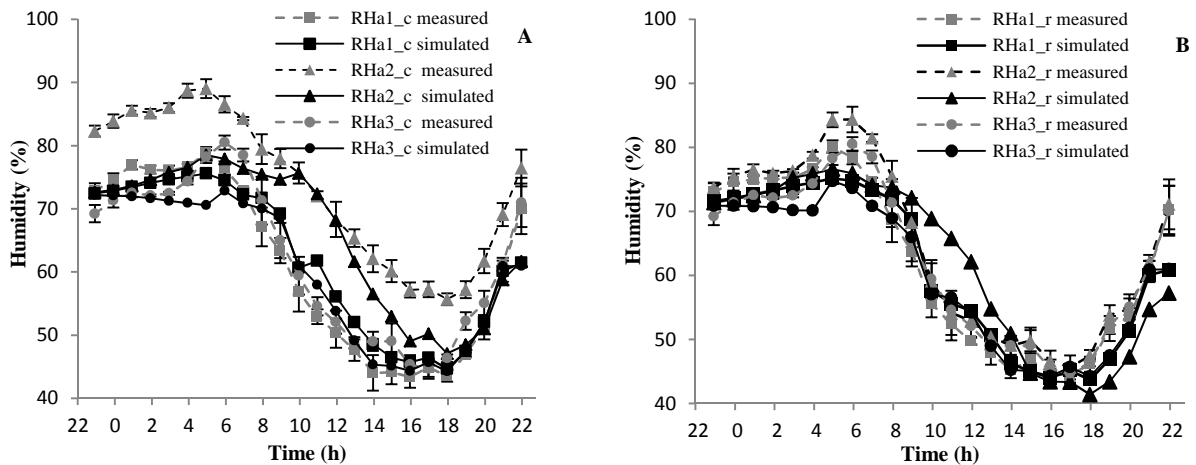 A
RHa1_c measured
RHa1_c simulated
RHa2_c measured
RHa2_c simulated
RHa3_c measured
RHa3_c simulated
Humidity (%)
100
90
80
70
60
50
40
22 0 2 4 6 8 10 12 14 16 18 20 22
Time (h)
B
RHa1_r measured
RHa1_r simulated
RHa2_r measured
RHa2_r simulated
RHa3_r measured
RHa3_r simulated
Humidity (%)
100
90
80
70
60
50
40
22 0 2 4 6 8 10 12 14 16 18 20 22
Time (h)